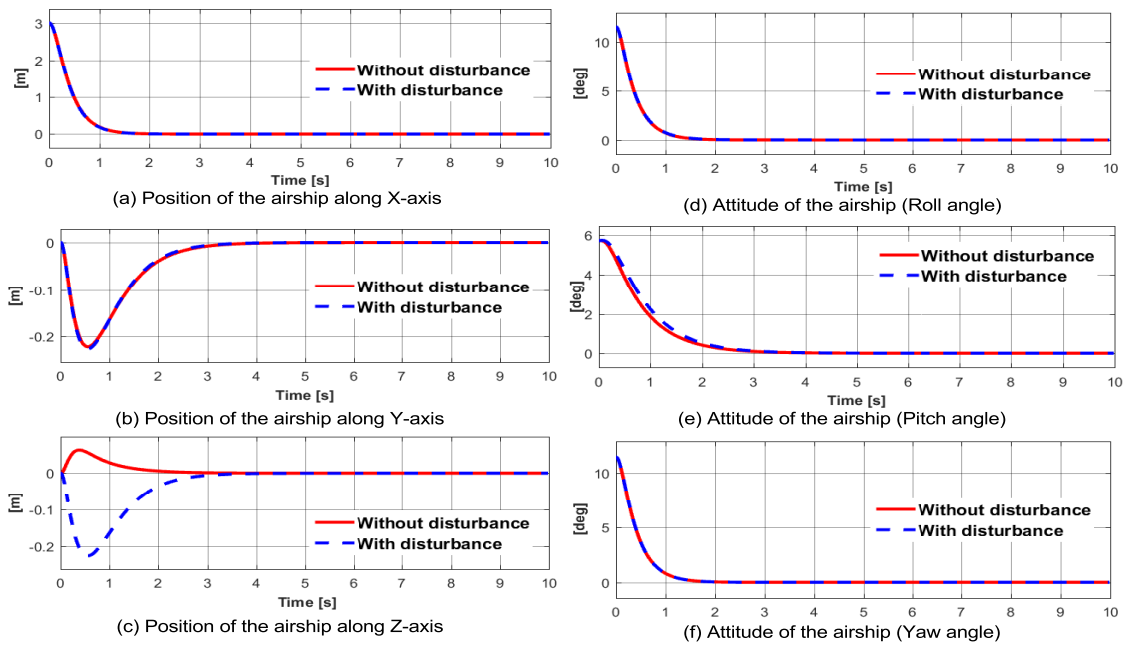 3
2
1
0
[m]
Without disturbance
With disturbance
0 1 2 3 4 5 6 7 8 9 10
Time [s]
(a) Position of the airship along X-axis
0
-0.1
-0.2
[m]
Without disturbance
With disturbance
0 1 2 3 4 5 6 7 8 9 10
Time [s]
(b) Position of the airship along Y-axis
0
-0.1
-0.2
[m]
Without disturbance
With disturbance
0 1 2 3 4 5 6 7 8 9 10
Time [s]
(c) Position of the airship along Z-axis
10
5
0
[deg]
Without disturbance
With disturbance
0 1 2 3 4 5 6 7 8 9 10
Time [s]
(d) Attitude of the airship (Roll angle)
6
4
2
0
[deg]
Without disturbance
With disturbance
0 1 2 3 4 5 6 7 8 9 10
Time [s]
(e) Attitude of the airship (Pitch angle)
10
5
0
[deg]
Without disturbance
With disturbance
0 1 2 3 4 5 6 7 8 9 10
Time [s]
(f) Attitude of the airship (Yaw angle)